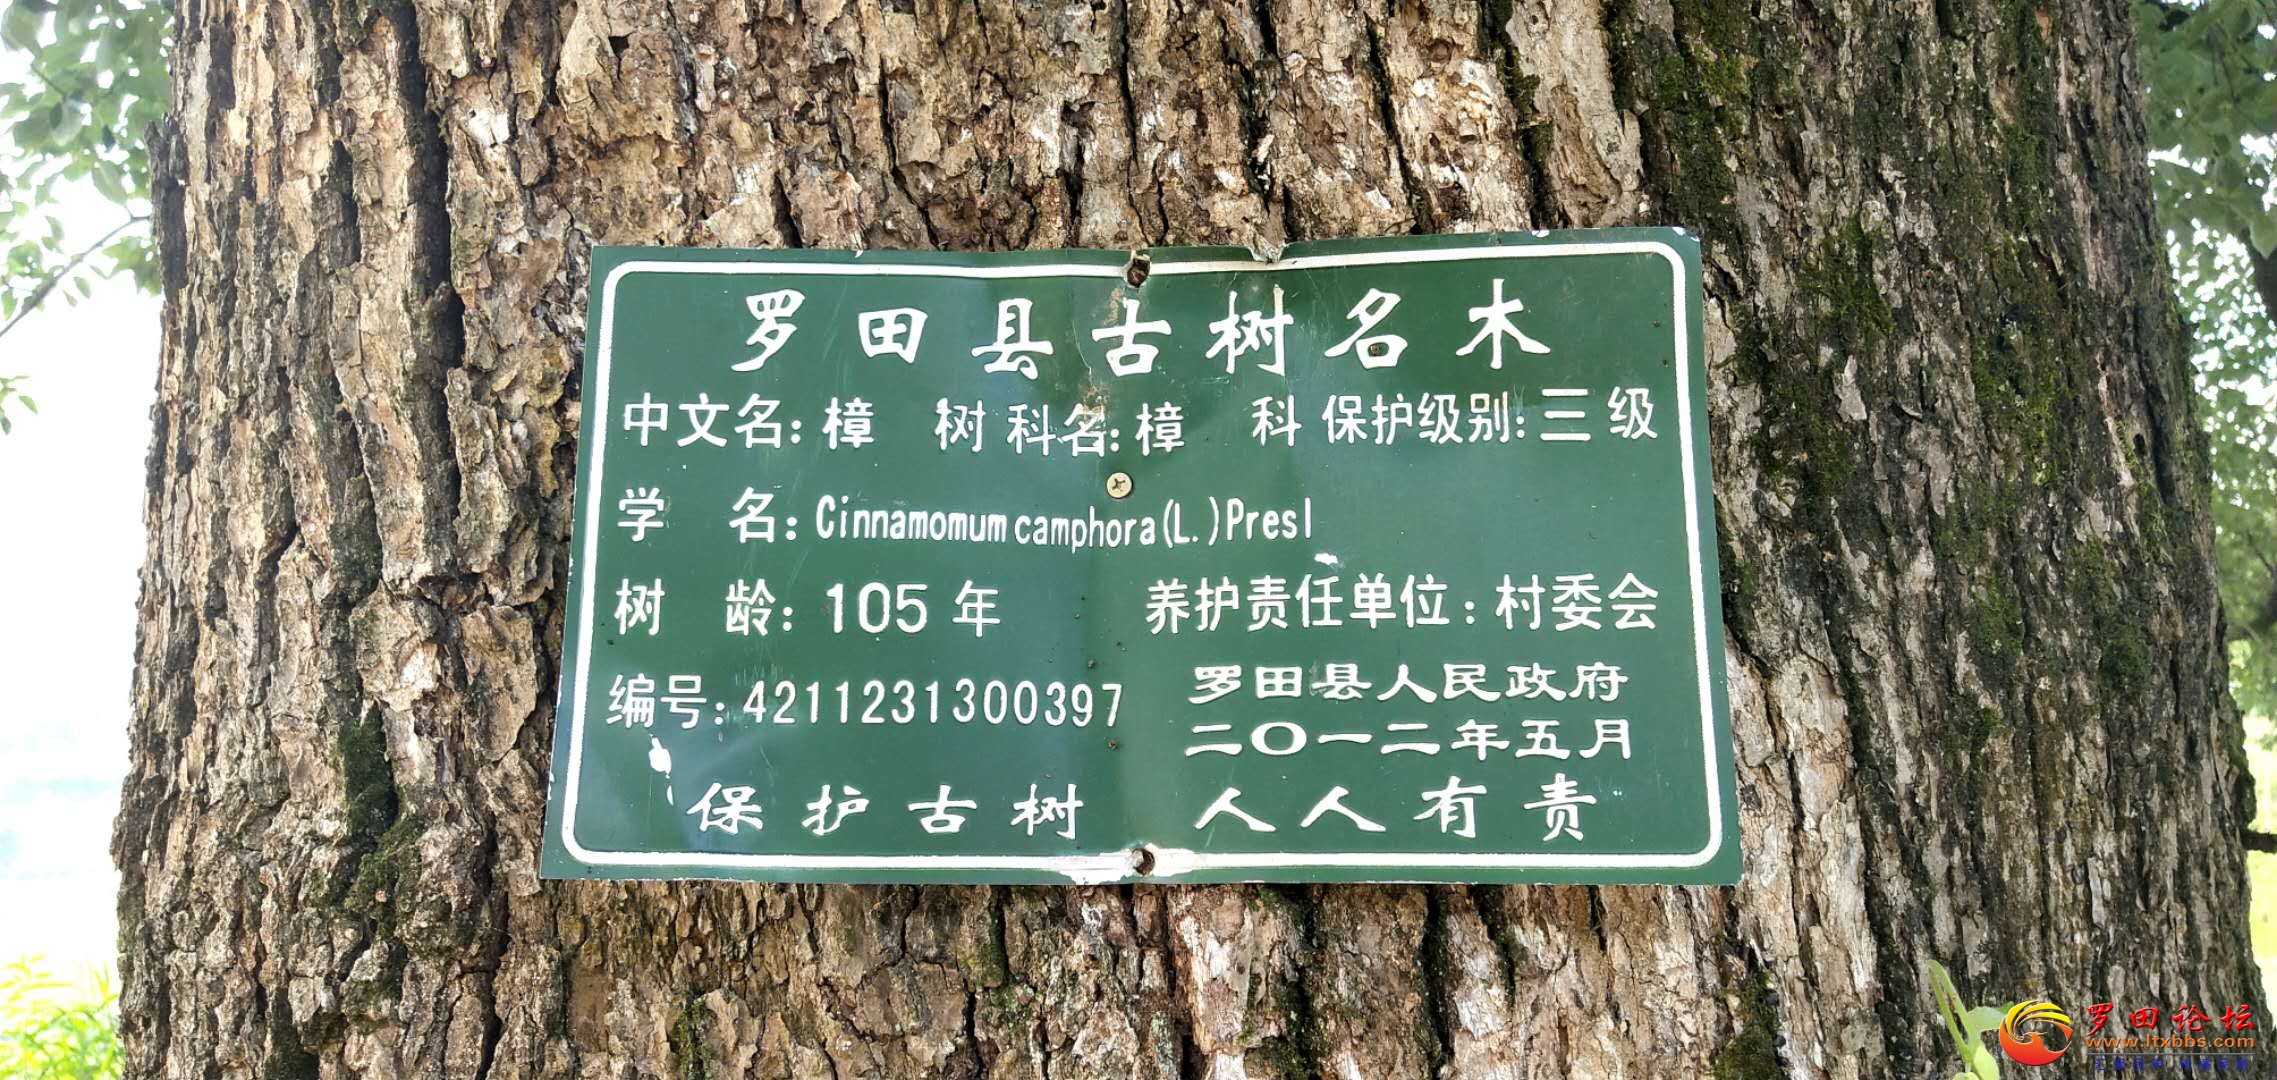 罗田县古树名木
中文名:樟 树 科名:樟 科 保护级别:三级
学 名:Cinnamomum camphora(L.)Presl
树 龄:105年 养护责任单位:村委会
编号:4211231300397
罗田县人民政府
二〇一二年五月
保护古树 人人有责
罗田论坛
www.ltxbbs.com